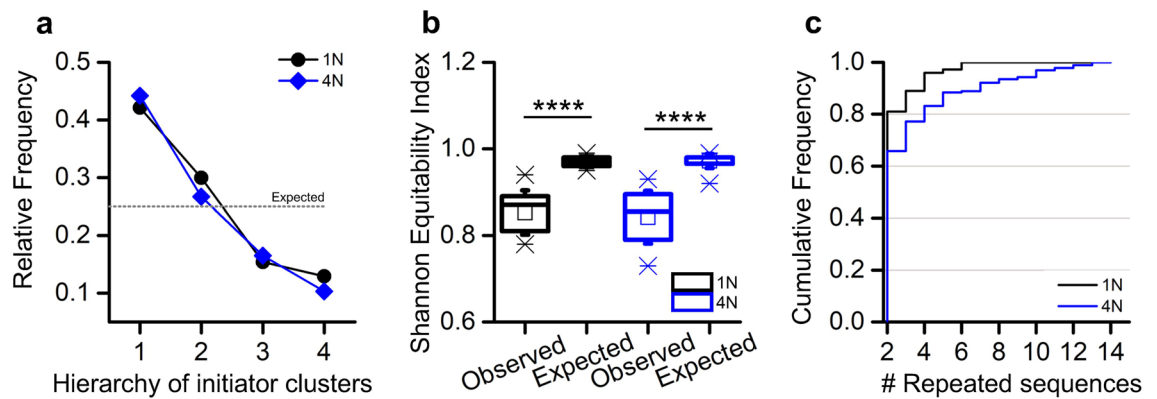 a
Relative Frequency
0.5
0.4
0.3
0.2
0.1
1N
4N
Expected
1 2 3 4
Hierarchy of initiator clusters
b
Shannon Equitability Index
1.2
1.0
0.8
0.6
****
****
1N
4N
Observed Expected Observed Expected
c
Cumulative Frequency
1.0
0.8
0.6
0.4
0.2
0.0
1N
4N
2 4 6 8 10 12 14
# Repeated sequences